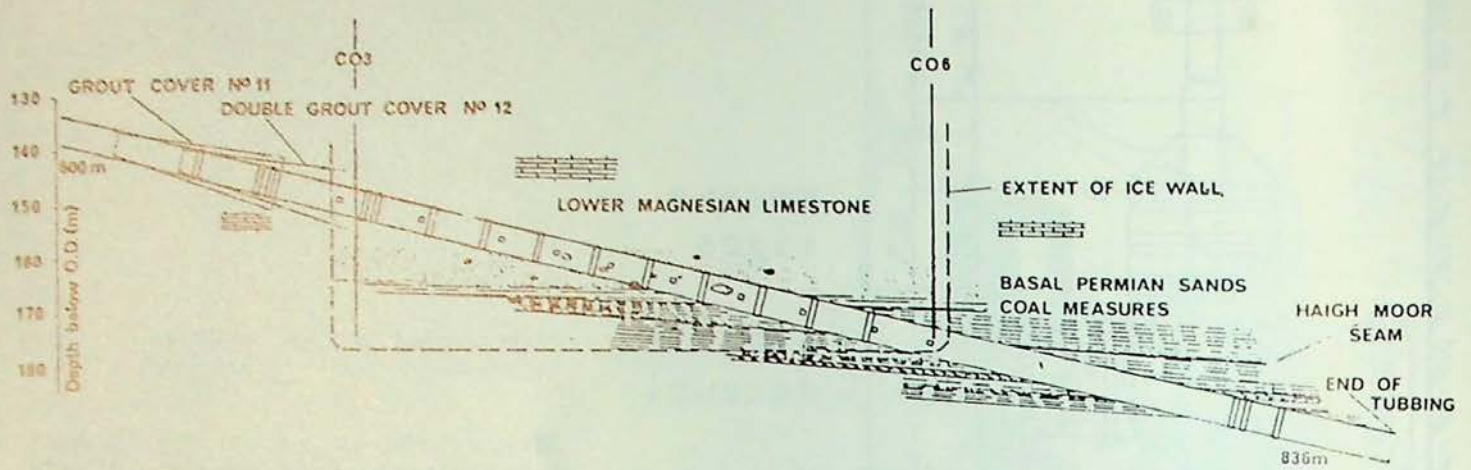 CO3
CO6
GROUT COVER Nº 11
DOUBLE GROUT COVER Nº 12
130
140
150
160
170
180
Depth below O.D. (m)
600m
LOWER MAGNESIAN LIMESTONE
EXTENT OF ICE WALL
BASAL PERMIAN SANDS
COAL MEASURES
HAIGH MOOR
SEAM
END OF
TUBBING
836m